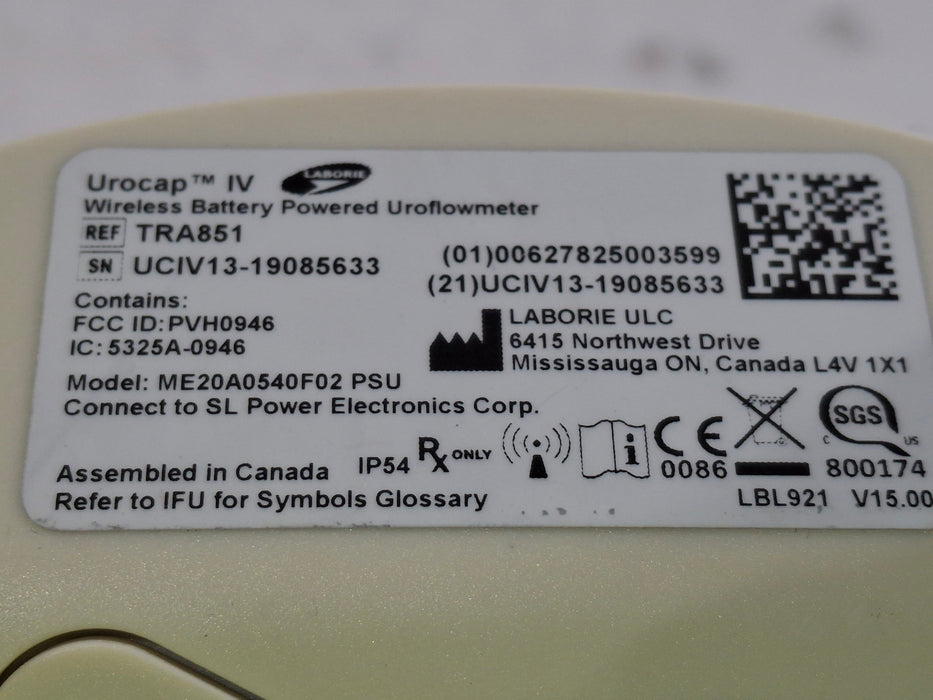 Urocap™ IV LABORIE
Wireless Battery Powered Uroflowmeter
REF TRA851
SN UCIV13-19085633
(01)00627825003599
(21)UCIV13-19085633
Contains:
FCC ID:PVH0946
IC: 5325A-0946
LABORIE ULC
6415 Northwest Drive
Mississauga ON, Canada L4V 1X1
Model: ME20A0540F02 PSU
Connect to SL Power Electronics Corp.
Assembled in Canada
IP54
Rx ONLY
i
CE
0086
SGS
C US
800174
Refer to IFU for Symbols Glossary
LBL921 V15.00